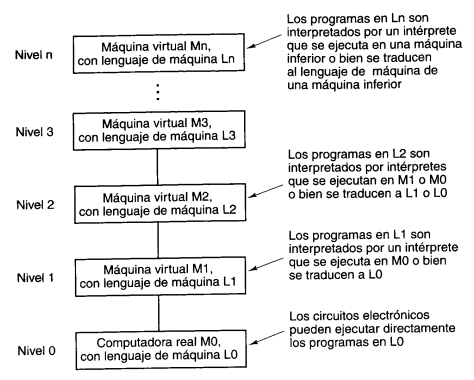 Nivel n
Máquina virtual Mn,
con lenguaje de máquina Ln
Los programas en Ln son
interpretados por un intérprete
que se ejecuta en una máquina
inferior o bien se traducen
al lenguaje de máquina de
una máquina inferior
Nivel 3
Máquina virtual M3,
con lenguaje de máquina L3
Nivel 2
Máquina virtual M2,
con lenguaje de máquina L2
Los programas en L2 son
interpretados por intérpretes
que se ejecutan en M1 o M0
o bien se traducen a L1 o L0
Nivel 1
Máquina virtual M1,
con lenguaje de máquina L1
Los programas en L1 son
interpretados por un intérprete
que se ejecuta en M0 o bien
se traducen a L0
Nivel 0
Computadora real M0,
con lenguaje de máquina L0
Los circuitos electrónicos
pueden ejecutar directamente
los programas en L0